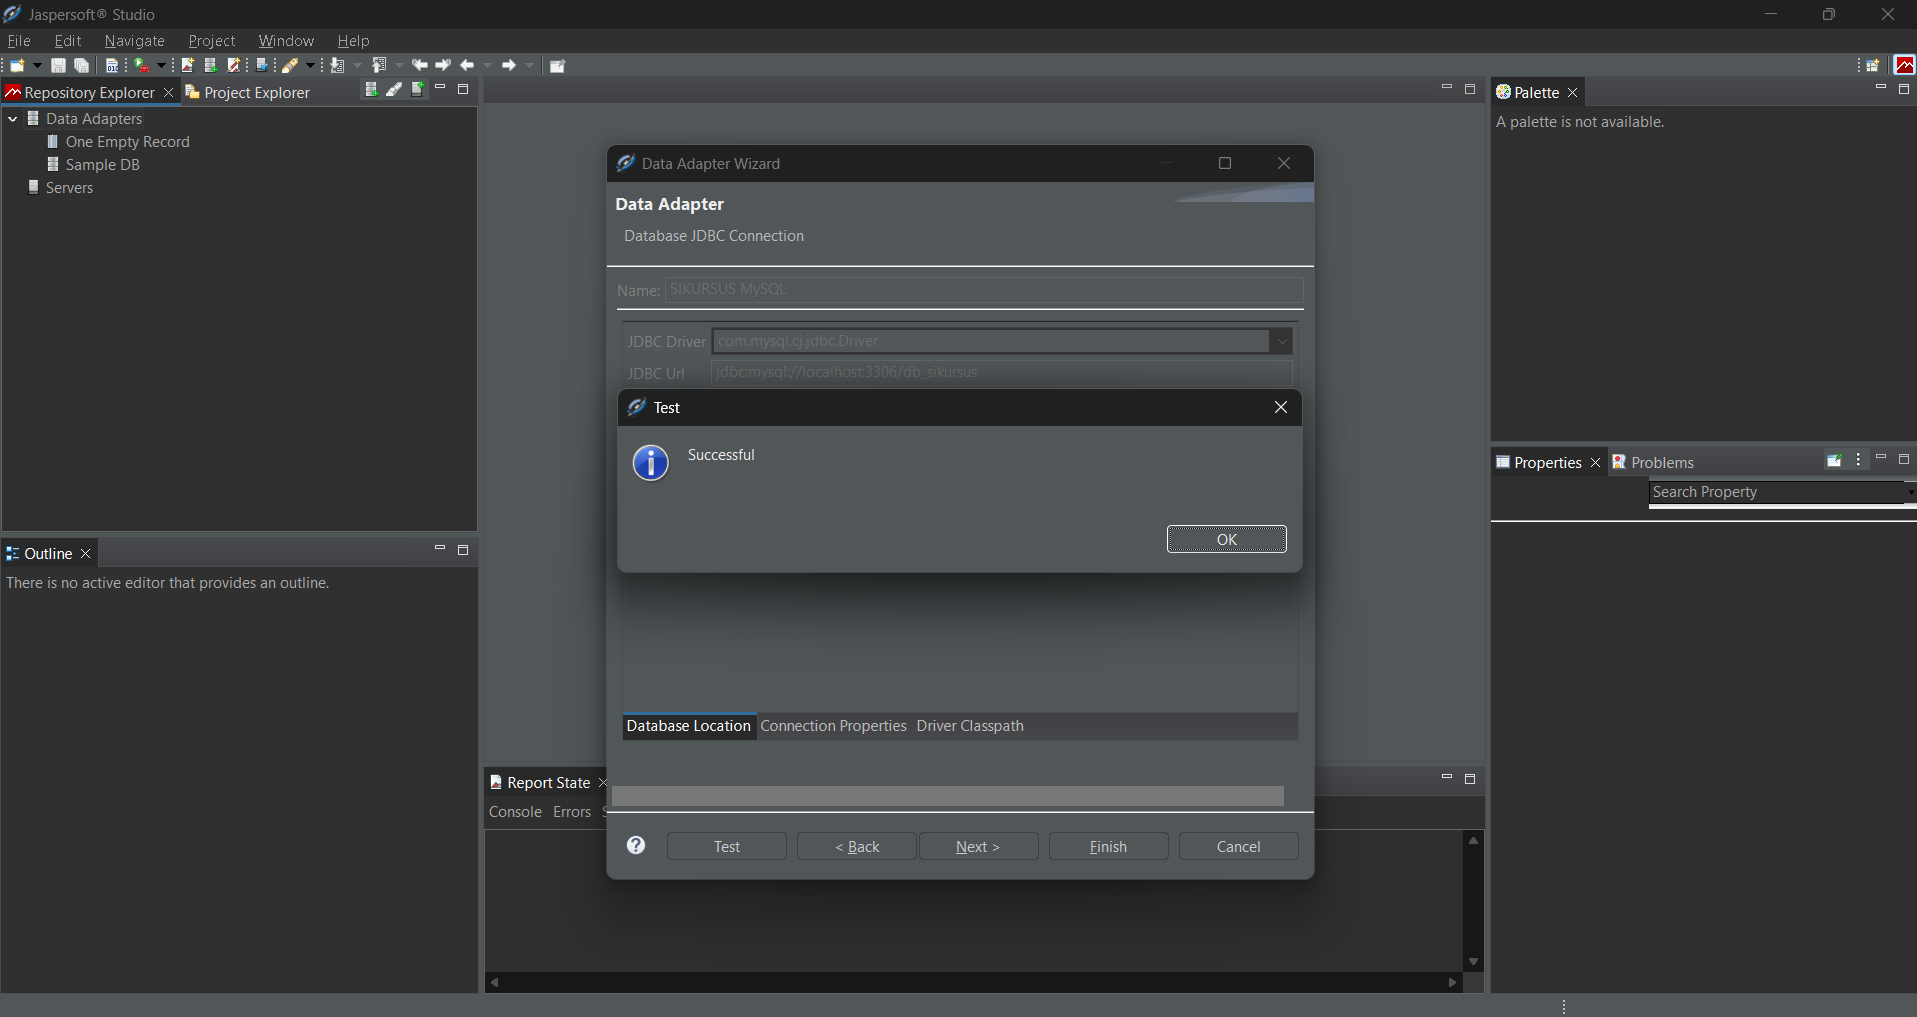 Jaspersoft® Studio
File Edit Navigate Project Window Help
Repository Explorer
Project Explorer
Data Adapters
One Empty Record
Sample DB
Servers
Outline
There is no active editor that provides an outline.
Data Adapter Wizard
Data Adapter
Database JDBC Connection
Name: SIKURSUS MySQL
JDBC Driver com.mysql.cj.jdbc.Driver
JDBC Url jdbc:mysql://localhost:3306/db_sikursus
Test
Successful
OK
Database Location Connection Properties Driver Classpath
Test < Back Next > Finish Cancel
Report State
Console Errors S
Palette
A palette is not available.
Properties
Problems
Search Property